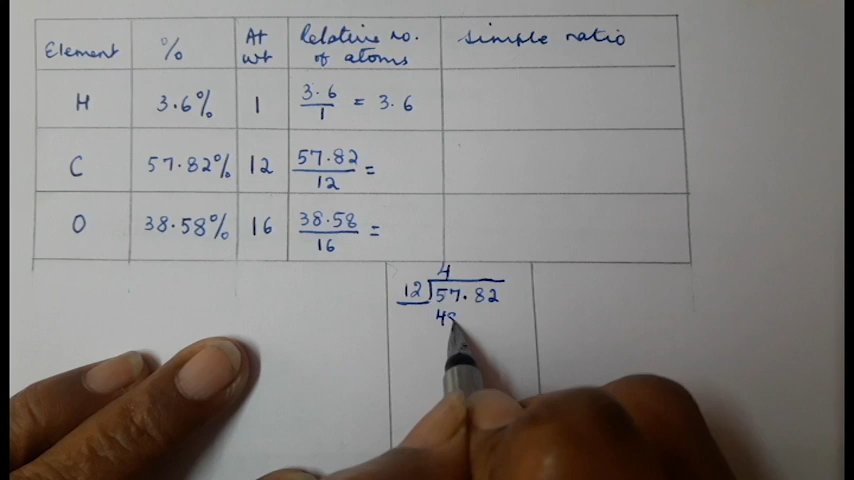 Element % At wt Relative no. of atoms simple ratio
H 3.6% 1 3.6/1 = 3.6
C 57.82% 12 57.82/12 =
O 38.58% 16 38.58/16 =
4
12)57.82
48